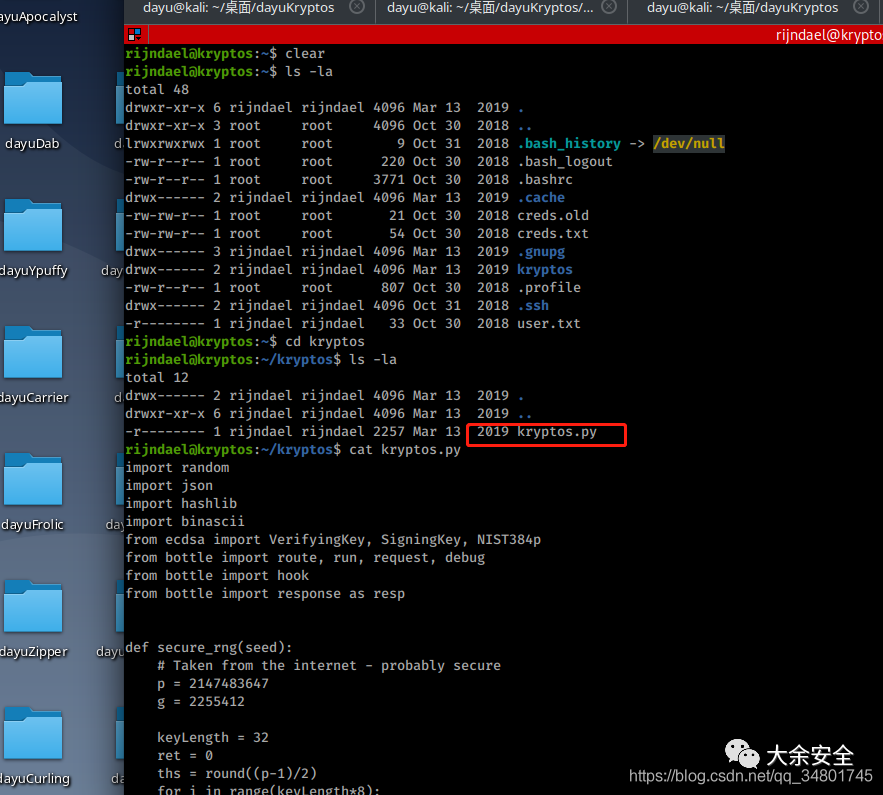 dayu@kali: ~/桌面/dayuKryptos
dayu@kali: ~/桌面/dayuKryptos/...
dayu@kali: ~/桌面/dayuKryptos
rijndael@krypto
ayuApocalyst
dayuDab
dayuYpuffy
day
dayuCarrier
dayuFrolic
day
dayuZipper
dayu
dayuCurling
da
rijndael@kryptos:~$ clear
rijndael@kryptos:~$ ls -la
total 48
drwxr-xr-x 6 rijndael rijndael 4096 Mar 13  2019 .
drwxr-xr-x 3 root     root     4096 Oct 30  2018 ..
lrwxrwxrwx 1 root     root        9 Oct 31  2018 .bash_history -> /dev/null
-rw-r--r-- 1 root     root      220 Oct 30  2018 .bash_logout
-rw-r--r-- 1 root     root     3771 Oct 30  2018 .bashrc
drwx------ 2 rijndael rijndael 4096 Mar 13  2019 .cache
-rw-rw-r-- 1 root     root       21 Oct 30  2018 creds.old
-rw-rw-r-- 1 root     root       54 Oct 30  2018 creds.txt
drwx------ 3 rijndael rijndael 4096 Mar 13  2019 .gnupg
drwx------ 2 rijndael rijndael 4096 Mar 13  2019 kryptos
-rw-r--r-- 1 root     root      807 Oct 30  2018 .profile
drwx------ 2 rijndael rijndael 4096 Oct 31  2018 .ssh
-r-------- 1 rijndael rijndael   33 Oct 30  2018 user.txt
rijndael@kryptos:~$ cd kryptos
rijndael@kryptos:~/kryptos$ ls -la
total 12
drwx------ 2 rijndael rijndael 4096 Mar 13  2019 .
drwxr-xr-x 6 rijndael rijndael 4096 Mar 13  2019 ..
-r-------- 1 rijndael rijndael 2257 Mar 13  2019 kryptos.py
rijndael@kryptos:~/kryptos$ cat kryptos.py
import random
import json
import hashlib
import binascii
from ecdsa import VerifyingKey, SigningKey, NIST384p
from bottle import route, run, request, debug
from bottle import hook
from bottle import response as resp
def secure_rng(seed):
    # Taken from the internet - probably secure
    p = 2147483647
    g = 2255412
    keyLength = 32
    ret = 0
    ths = round((p-1)/2)
    for i in range(keyLength*8):
大余安全
https://blog.csdn.net/qq_34801745